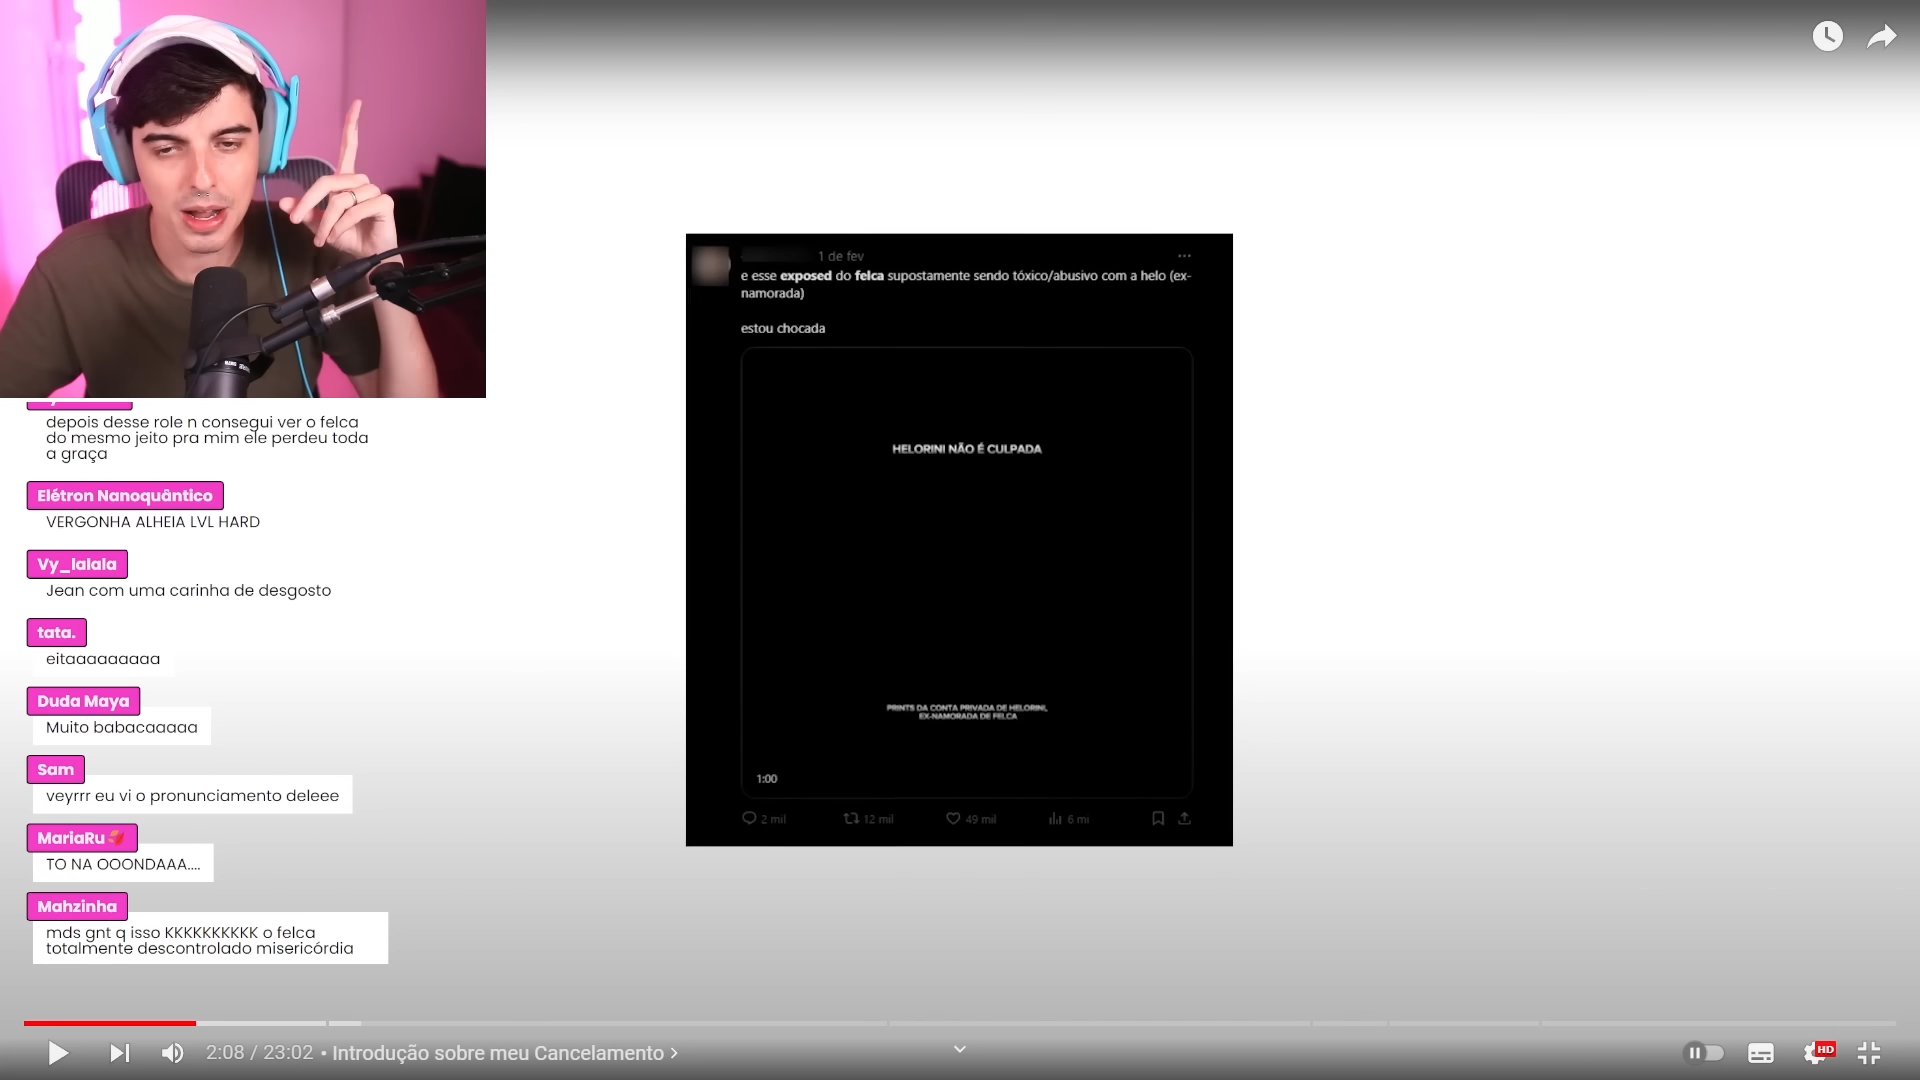 1 de fev
e esse exposed do felca supostamente sendo tóxico/abusivo com a helo (ex-
namorada)
estou chocada
HELORINI NÃO É CULPADA
PRINTS DA CONTA PRIVADA DE HELORINI,
EX-NAMORADA DE FELCA
1:00
2 mil
12 mil
49 mil
6 mi
depois desse role n consegui ver o felca
do mesmo jeito pra mim ele perdeu toda
a graça
Elétron Nanoquântico
VERGONHA ALHEIA LVL HARD
Vy_lalala
Jean com uma carinha de desgosto
tata.
eitaaaaaaaaa
Duda Maya
Muito babacaaaaa
Sam
veyrrr eu vi o pronunciamento deleee
MariaRu
TO NA OOONDAAA....
Mahzinha
mds gnt q isso KKKKKKKKKK o felca
totalmente descontrolado misericórdia
2:08 / 23:02 • Introdução sobre meu Cancelamento
HD